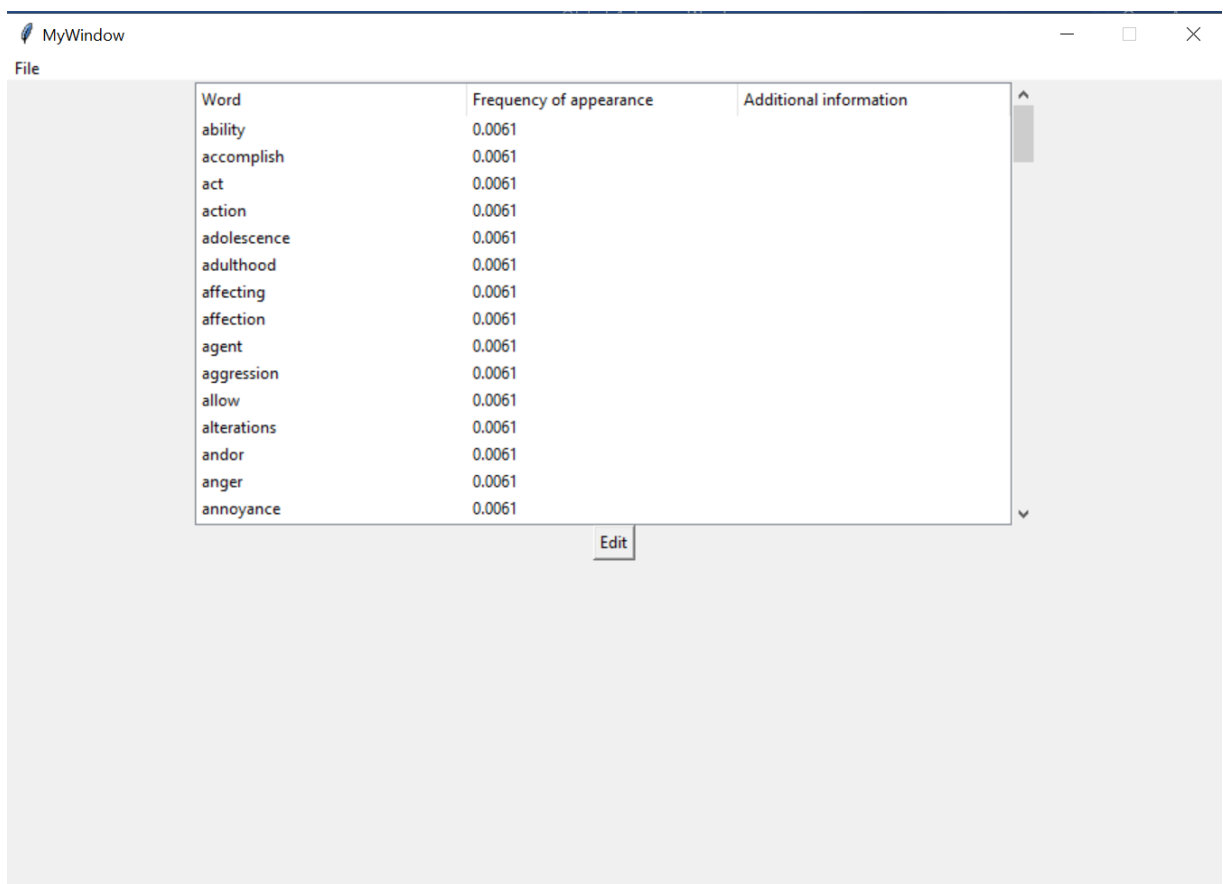 MyWindow
File
Word Frequency of appearance Additional information
ability 0.0061
accomplish 0.0061
act 0.0061
action 0.0061
adolescence 0.0061
adulthood 0.0061
affecting 0.0061
affection 0.0061
agent 0.0061
aggression 0.0061
allow 0.0061
alterations 0.0061
andor 0.0061
anger 0.0061
annoyance 0.0061
Edit